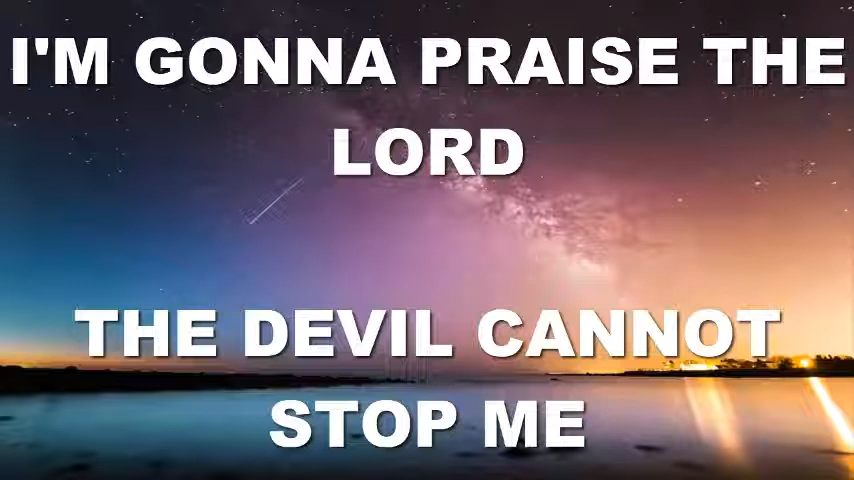 I'M GONNA PRAISE THE
LORD
THE DEVIL CANNOT
STOP ME